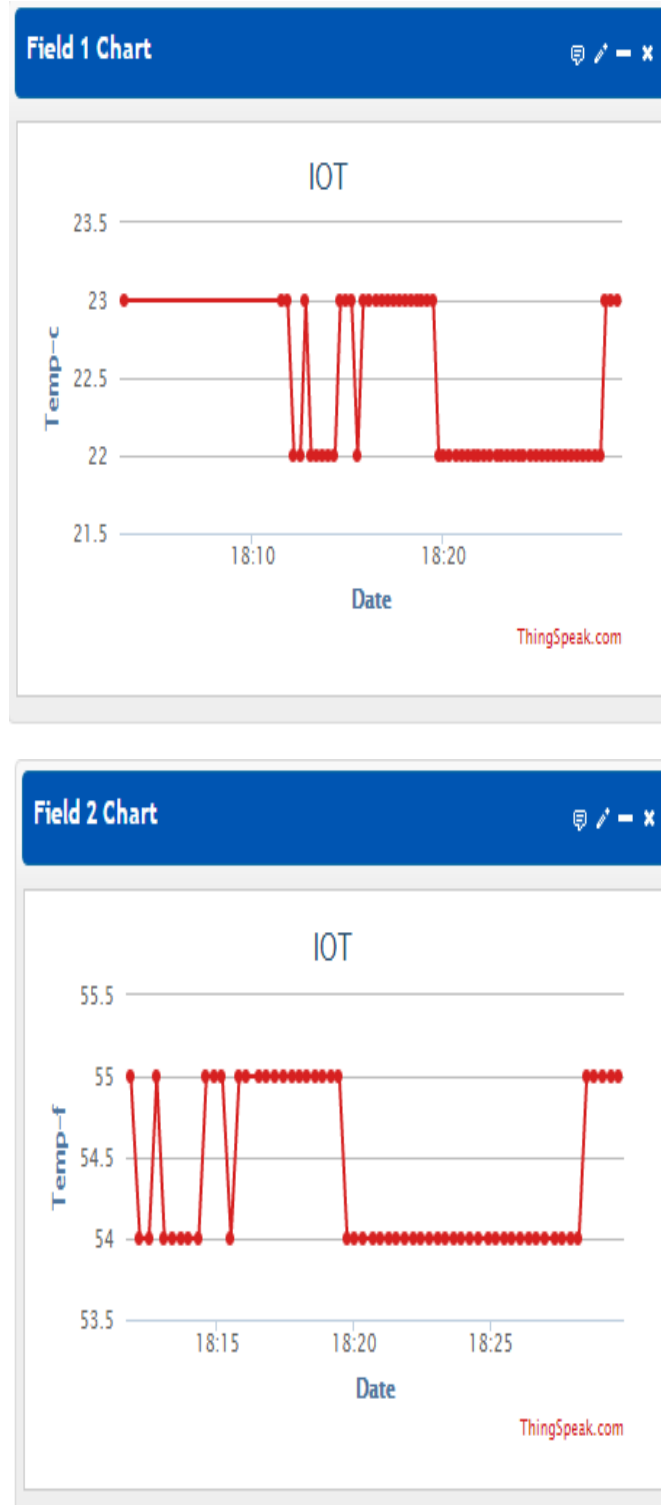 Field 1 Chart
IOT
23.5
23
22.5
22
21.5
Temp-c
18:10 18:20
Date
ThingSpeak.com
Field 2 Chart
IOT
55.5
55
54.5
54
53.5
Temp-f
18:15 18:20 18:25
Date
ThingSpeak.com